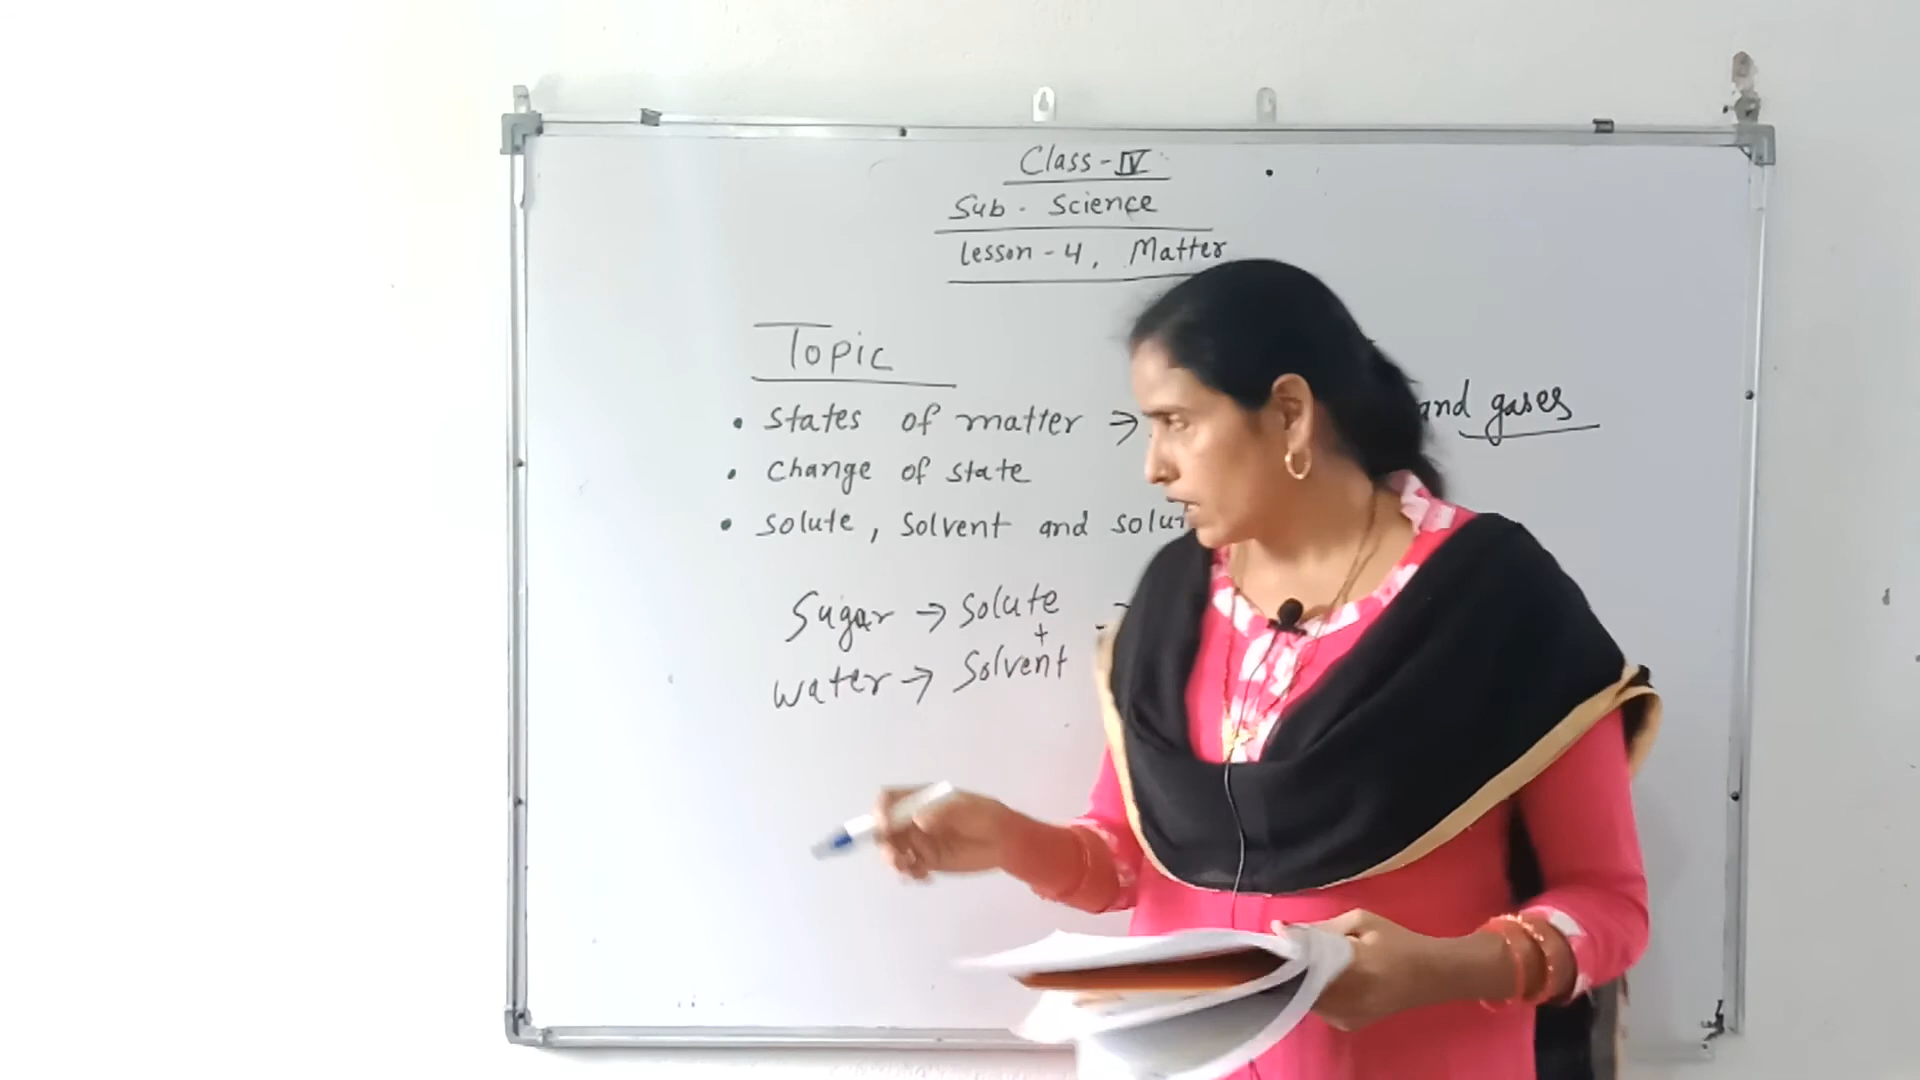 Class - IV
Sub - Science
Lesson - 4, Matter
Topic
• States of matter → and gases
• Change of state
• Solute, Solvent and
Sugar → Solute
+
Water → Solvent